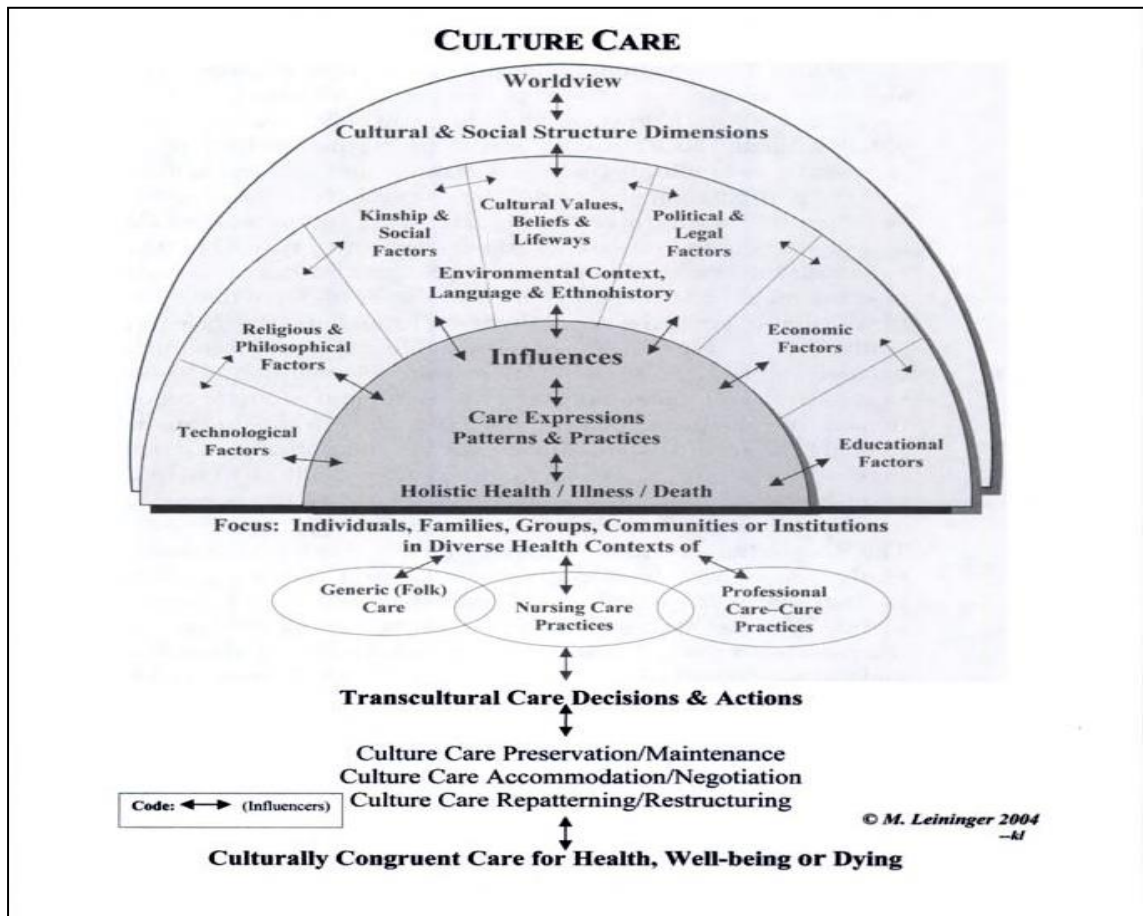 CULTURE CARE
Worldview
Cultural & Social Structure Dimensions
Kinship &
Social
Factors
Cultural Values,
Beliefs &
Lifeways
Political &
Legal
Factors
Environmental Context,
Language & Ethnohistory
Religious &
Philosophical
Factors
Influences
Economic
Factors
Care Expressions
Patterns & Practices
Technological
Factors
Educational
Factors
Holistic Health / Illness / Death
Focus: Individuals, Families, Groups, Communities or Institutions
in Diverse Health Contexts of
Generic (Folk)
Care
Nursing Care
Practices
Professional
Care–Cure
Practices
Transcultural Care Decisions & Actions
Culture Care Preservation/Maintenance
Culture Care Accommodation/Negotiation
Culture Care Repatterning/Restructuring
Code: (Influencers)
© M. Leininger 2004
--kl
Culturally Congruent Care for Health, Well-being or Dying